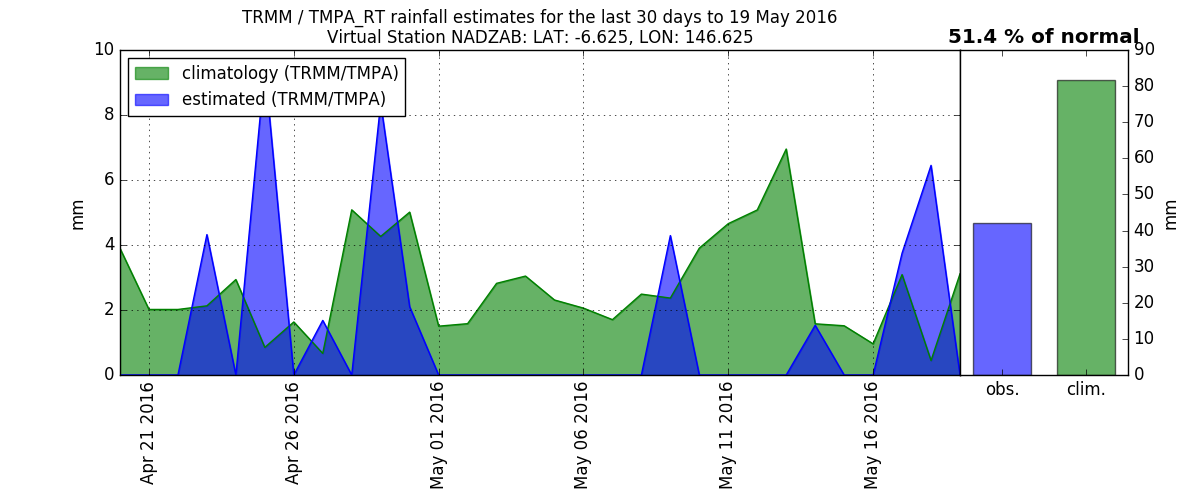 TRMM / TMPA_RT rainfall estimates for the last 30 days to 19 May 2016
Virtual Station NADZAB: LAT: -6.625, LON: 146.625
51.4 % of normal
climatology (TRMM/TMPA)
estimated (TRMM/TMPA)
mm
10
8
6
4
2
0
Apr 21 2016
Apr 26 2016
May 01 2016
May 06 2016
May 11 2016
May 16 2016
obs.
clim.
90
80
70
60
50
40
30
20
10
0
mm